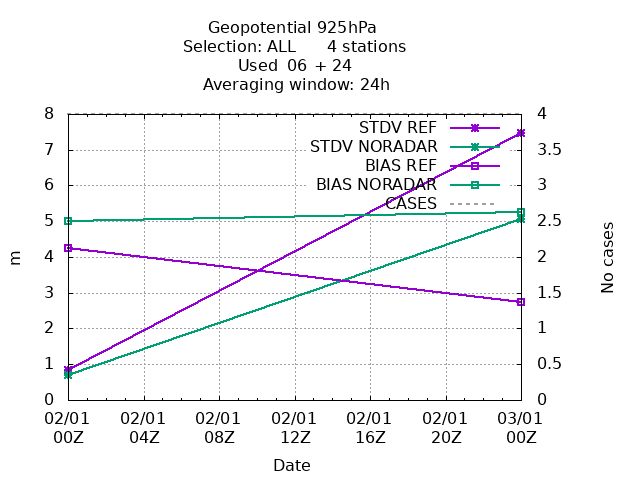 Geopotential 925hPa
Selection: ALL 4 stations
Used 06 + 24
Averaging window: 24h
8 4
STDV REF
7 3.5
STDV NORADAR
BIAS REF
6 3
BIAS NORADAR
CASES
5 2.5
4 2
m
No cases
3 1.5
2 1
1 0.5
0 0
02/01 02/01 02/01 02/01 02/01 02/01 03/01
00Z 04Z 08Z 12Z 16Z 20Z 00Z
Date